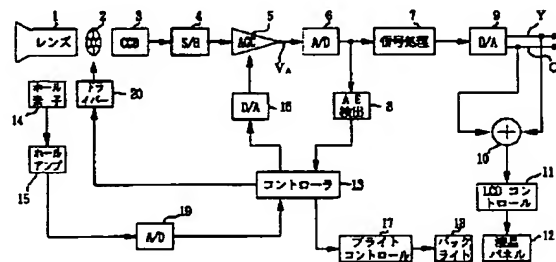 1
2
3
4
5
6
7
9
レンズ
CCD
S/H
AGC
V_A
A/D
信号処理
D/A
Y
C
ホール
素子
14
ドラ
イバー
20
D/A
16
AE
検出
8
10
ホール
アンプ
15
コントローラ
13
11
LCDコン
トロール
19
A/D
17
ブライトコ
ントロール
18
バック
ライト
液晶
パネル
12